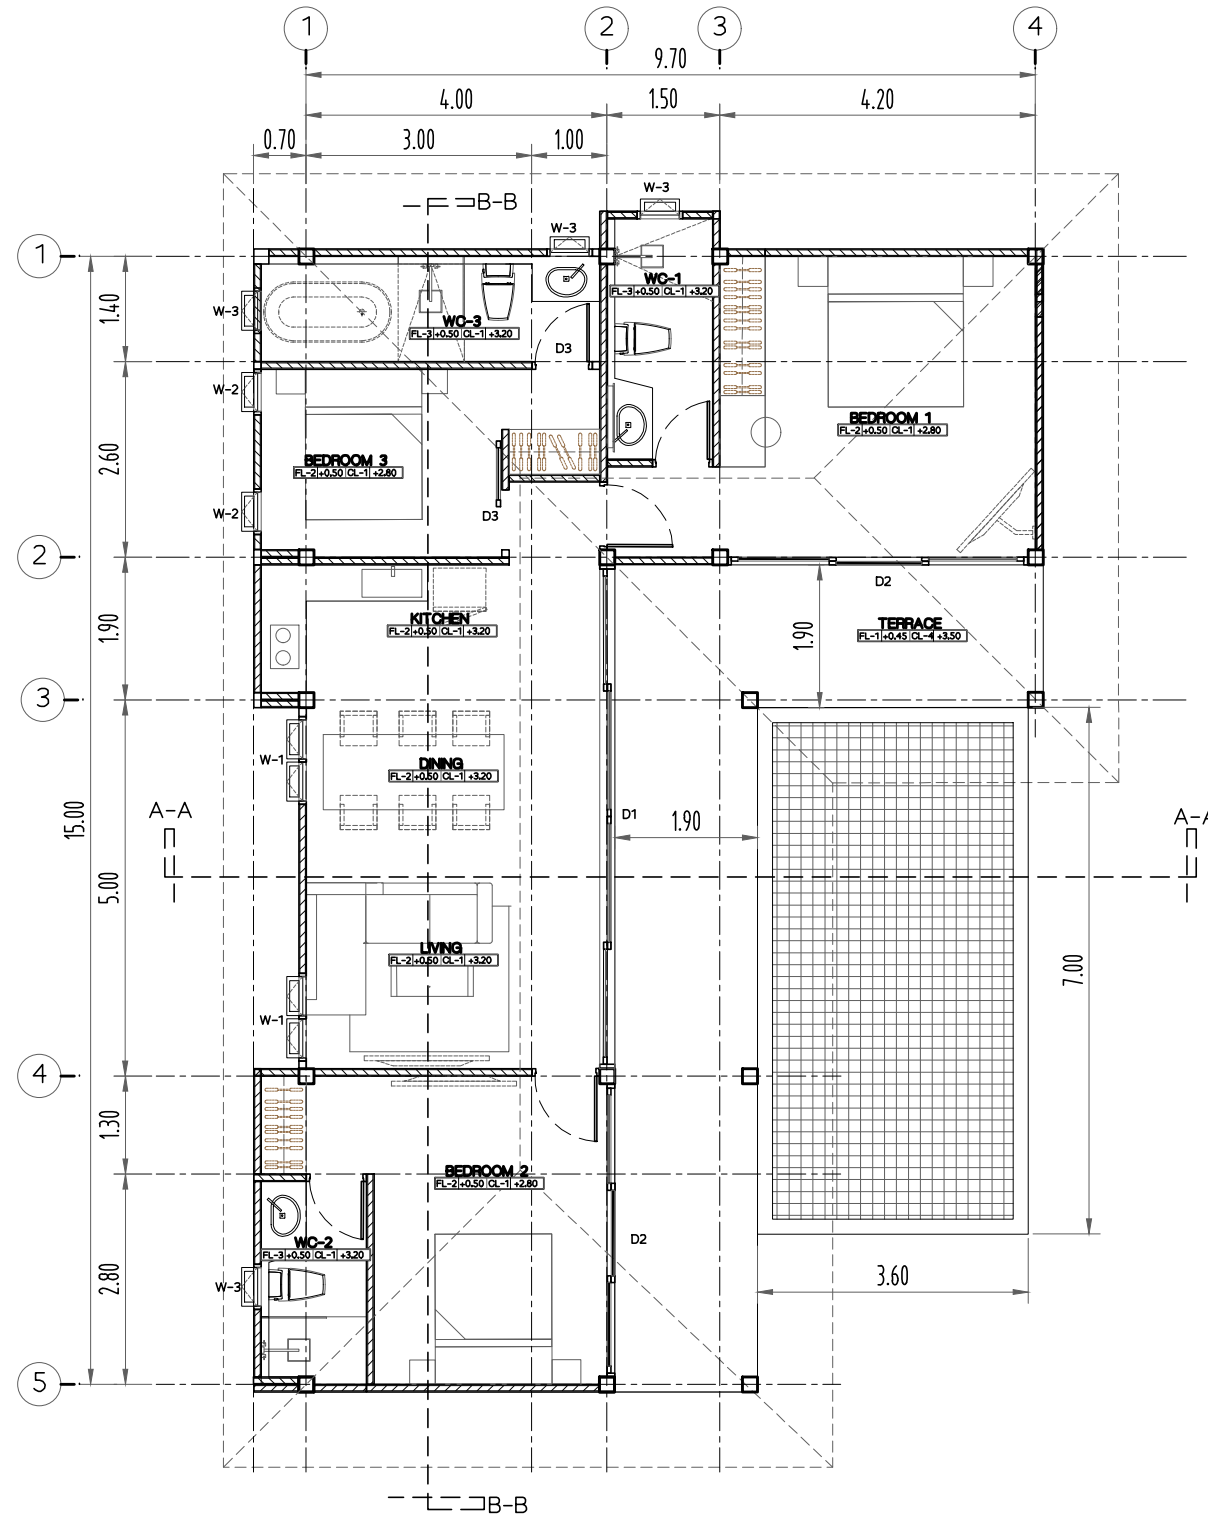 1 2 3 4
9.70
4.00 1.50 4.20
0.70 3.00 1.00
W-3
B-B
W-3
1
WC-1
FL-3 +0.50 CL-1 +3.20
W-3
1.40
WC-3
FL-3 +0.50 CL-1 +3.20
D3
W-2
BEDROOM 1
FL-2 +0.50 CL-1 +2.80
2.60
BEDROOM 3
FL-2 +0.50 CL-1 +2.80
W-2
D3
2
D2
KITCHEN
FL-2 +0.50 CL-1 +3.20
1.90
TERRACE
FL-1 +0.45 CL-4 +3.50
1.90
3
W-1
DINING
FL-2 +0.50 CL-1 +3.20
A-A
15.00
D1
1.90
A-A
5.00
LIVING
FL-2 +0.50 CL-1 +3.20
7.00
W-1
4
1.30
BEDROOM 2
FL-2 +0.50 CL-1 +2.80
WC-2
FL-3 +0.50 CL-1 +3.20
D2
2.80
W-3
3.60
5
B-B